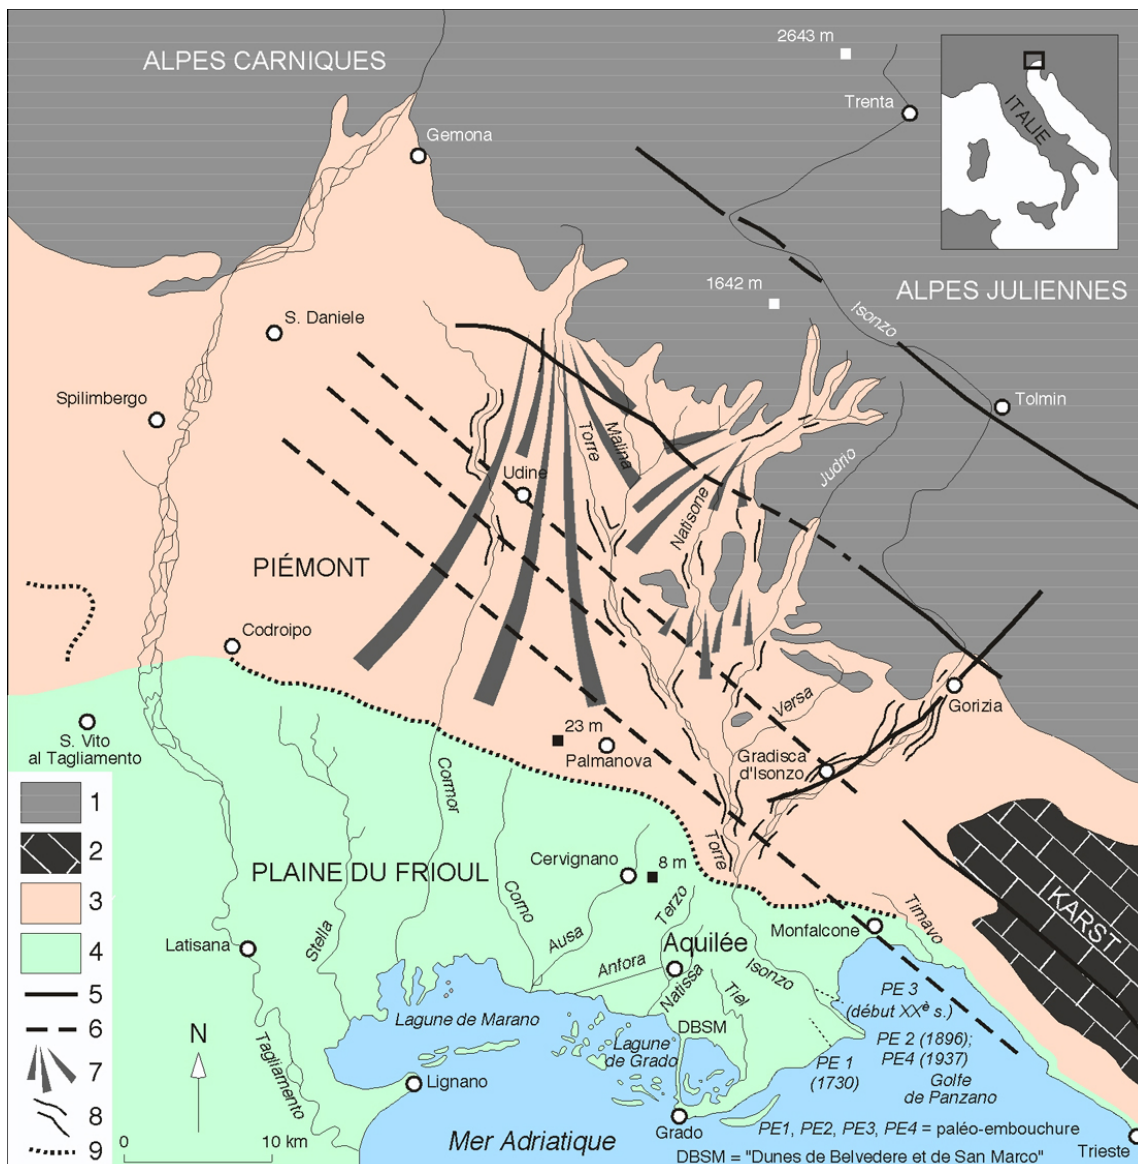 ALPES CARNIQUES
2643 m
Trenta
ITALIE
Gemona
1642 m
ALPES JULIENNES
Isonzo
S. Daniele
Spilimbergo
Tolmin
Torre
Malina
Judrio
Udine
Natisone
PIÉMONT
Codroipo
Versa
Gorizia
S. Vito
al Tagliamento
23 m
Palmanova
Gradisca
d'Isonzo
Cormor
Torre
1
2
3
4
5
6
7
8
9
PLAINE DU FRIOUL
Cervignano
8 m
Corno
Terzo
Timavo
KARST
Monfalcone
Latisana
Stella
Ausa
Aquilée
Anfora
Natissa
Tiel
Isonzo
PE 3
(début XXè s.)
Lagune de Marano
DBSM
PE 2 (1896);
PE4 (1937)
Lagune
de Grado
PE 1
(1730)
Golfe
de Panzano
N
Tagliamento
Lignano
Grado
PE1, PE2, PE3, PE4 = paléo-embouchure
0
10 km
Mer Adriatique
Trieste
DBSM = "Dunes de Belvedere et de San Marco"